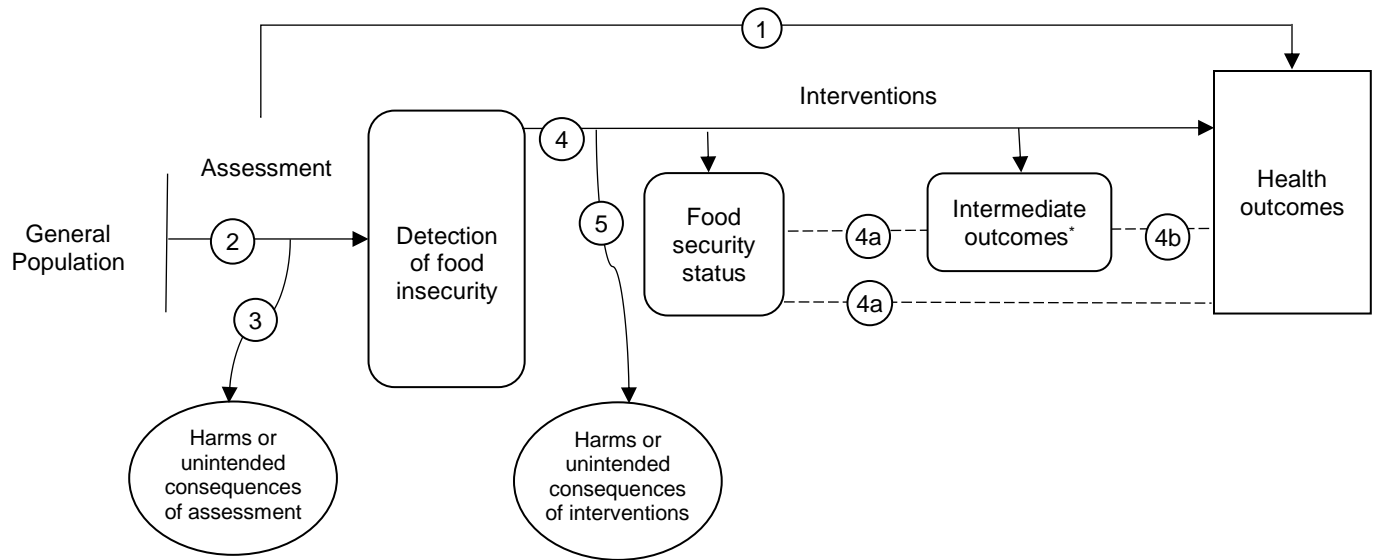 1
Interventions
4
Assessment
General
Population
2
3
Detection
of food
insecurity
5
Food
security
status
4a
Intermediate
outcomes*
4b
4a
Health
outcomes
Harms or
unintended
consequences
of assessment
Harms or
unintended
consequences
of interventions